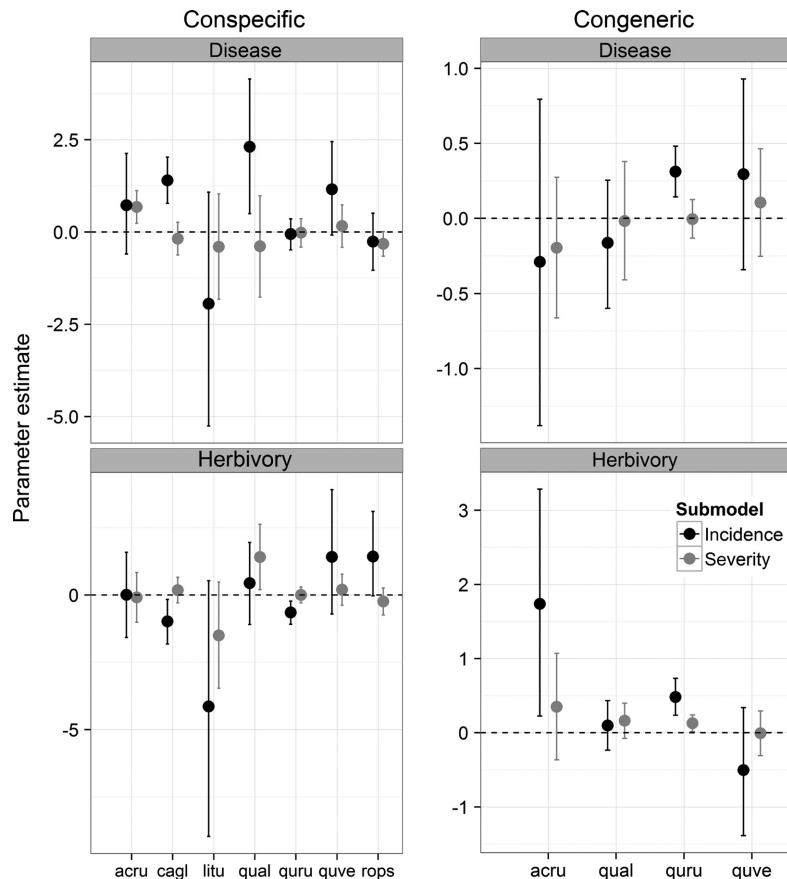 Conspecific
Congeneric
Disease
Disease
2.5
0.0
-2.5
-5.0
1.0
0.5
0.0
-0.5
-1.0
Parameter estimate
Herbivory
Herbivory
0
-5
3
2
1
0
-1
Submodel
Incidence
Severity
acru cagl litu qual quru quve rops
acru qual quru quve